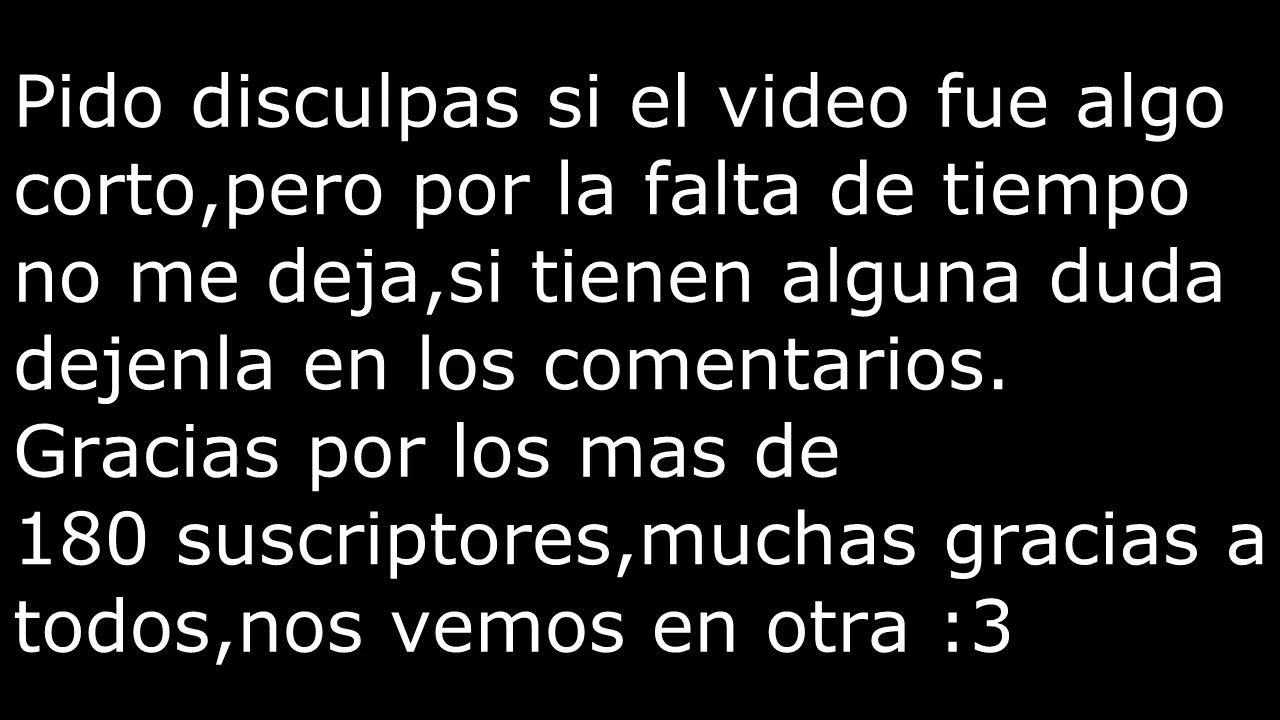 Pido disculpas si el video fue algo
corto,pero por la falta de tiempo
no me deja,si tienen alguna duda
dejenla en los comentarios.
Gracias por los mas de
180 suscriptores,muchas gracias a
todos,nos vemos en otra :3